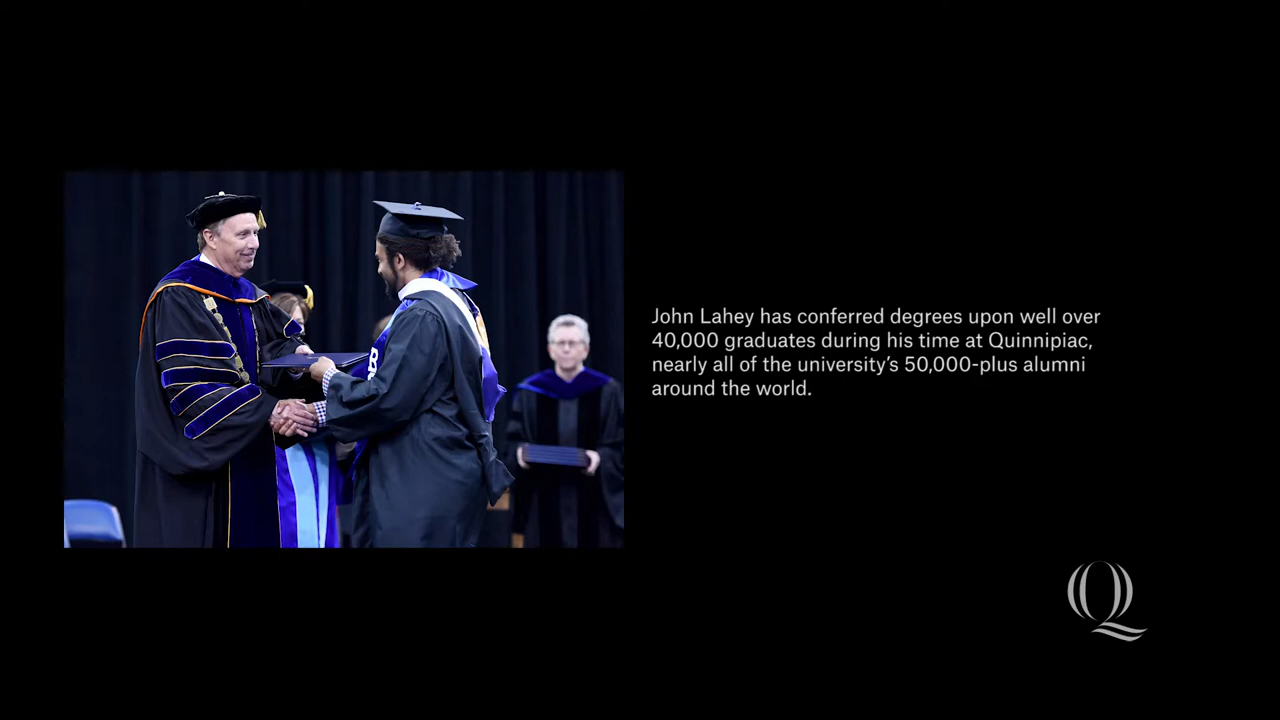 John Lahey has conferred degrees upon well over
40,000 graduates during his time at Quinnipiac,
nearly all of the university's 50,000-plus alumni
around the world.
Q